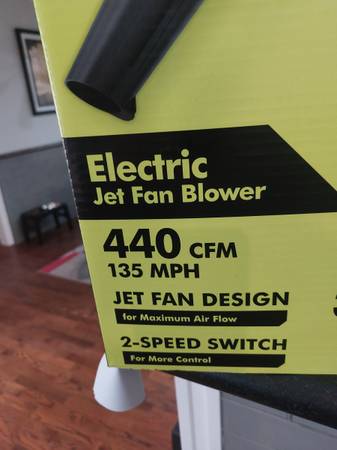 Electric
Jet Fan Blower
440 CFM
135 MPH
JET FAN DESIGN
for Maximum Air Flow
2-SPEED SWITCH
For More Control